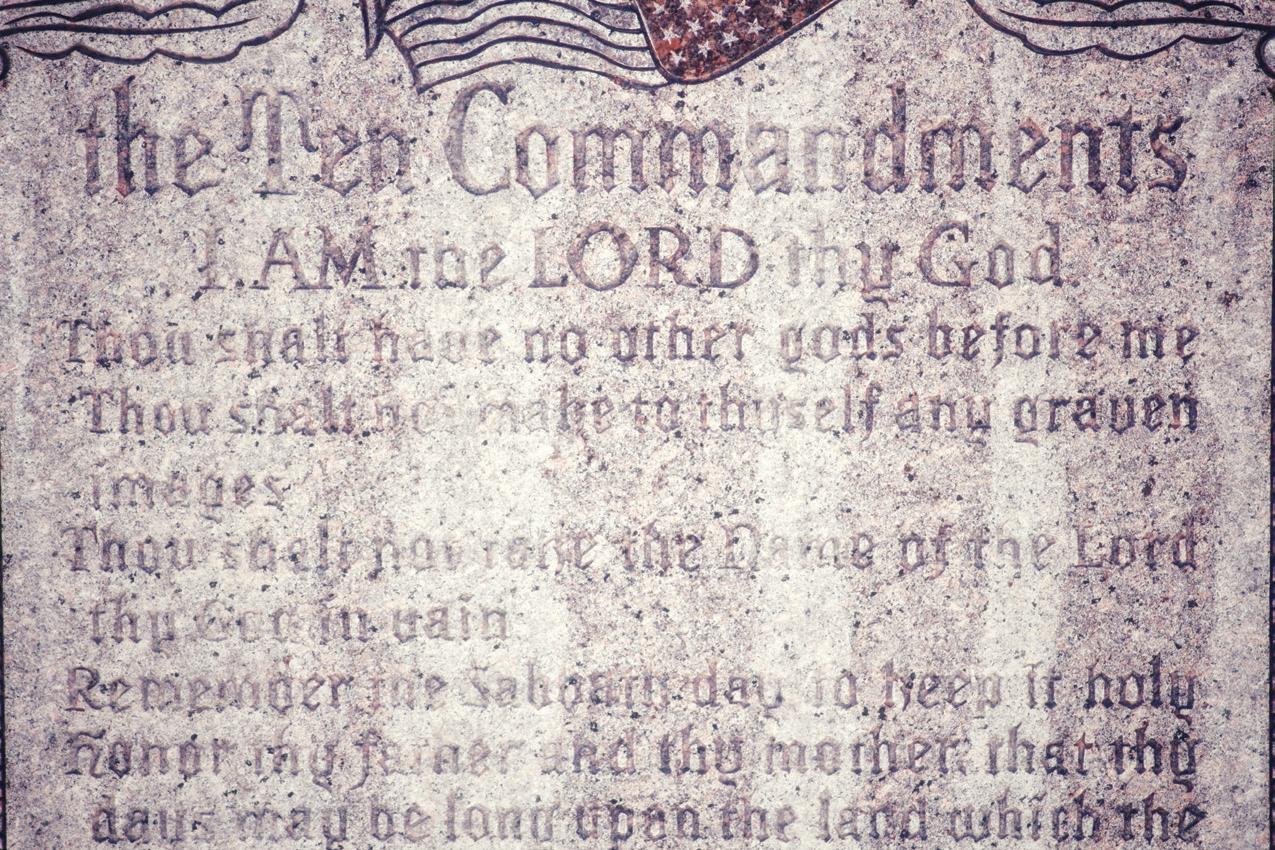 the Ten Commandments
I AM the LORD thy God.
Thou shalt have no other gods before me
Thou shalt not make to thyself any graven
images
Thou shalt not take the Name of the Lord
thy God in vain
Remember the Sabbath day to keep it holy.
Honor thy father and thy mother, that thy
days may be long upon the land which the